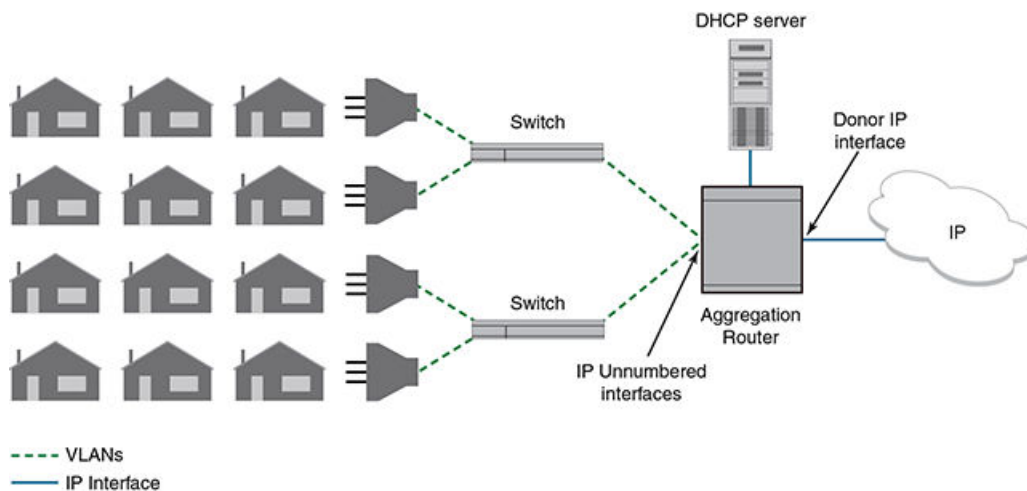 DHCP server
Switch
Donor IP
interface
IP
Switch
Aggregation
Router
IP Unnumbered
interfaces
VLANs
IP Interface